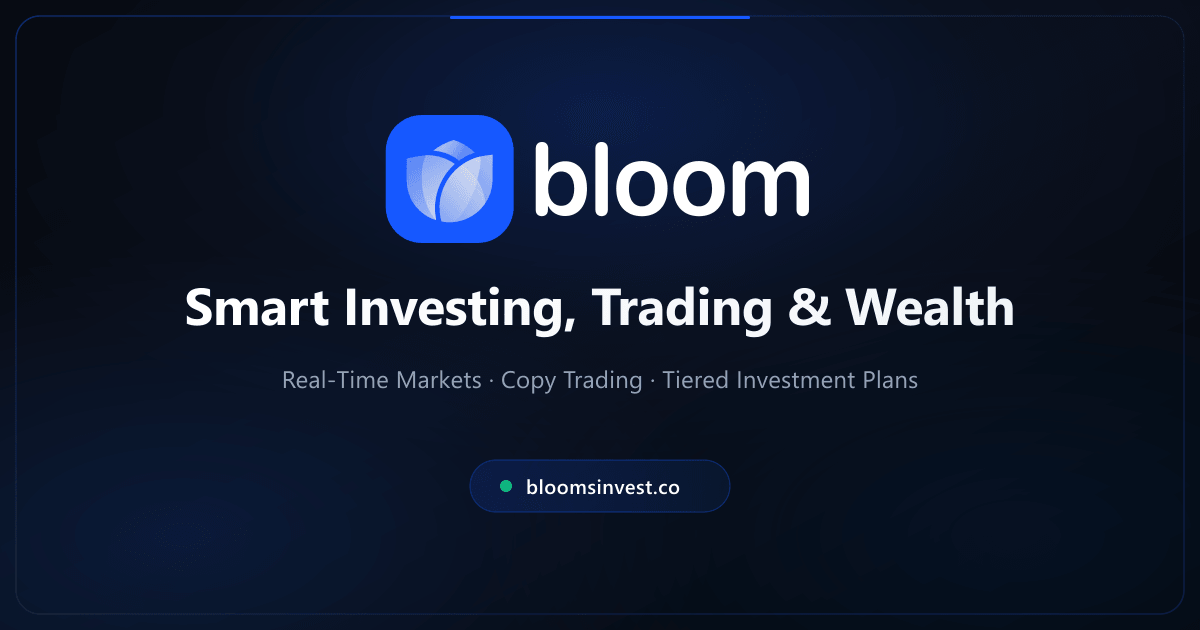 bloom
Smart Investing, Trading & Wealth
Real-Time Markets · Copy Trading · Tiered Investment Plans
bloomsinvest.co